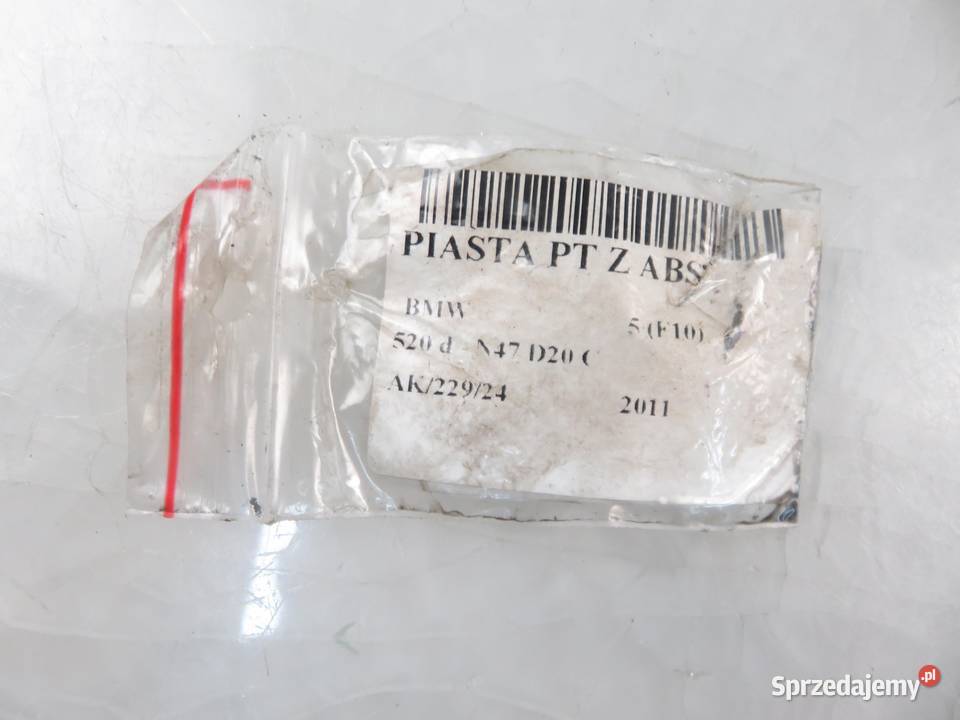 PIASTA PT Z ABS
BMW 5 (F10)
520 d N47 D20 C
AK/229/24 2011
Sprzedajemy.pl